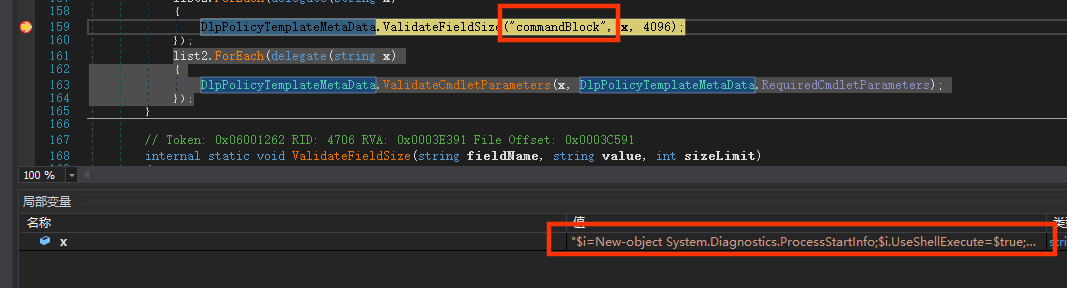 list2.ForEach(delegate(string x)
158 {
159 DlpPolicyTemplateMetaData.ValidateFieldSize("commandBlock", x, 4096);
160 });
161 list2.ForEach(delegate(string x)
162 {
163 DlpPolicyTemplateMetaData.ValidateCmdletParameters(x, DlpPolicyTemplateMetaData.RequiredCmdletParameters);
164 });
165 }
166
167 // Token: 0x06001262 RID: 4706 RVA: 0x0003E391 File Offset: 0x0003C591
168 internal static void ValidateFieldSize(string fieldName, string value, int sizeLimit)
100 %
局部变量
名称 值
x "$i=New-object System.Diagnostics.ProcessStartInfo;$i.UseShellExecute=$true;...